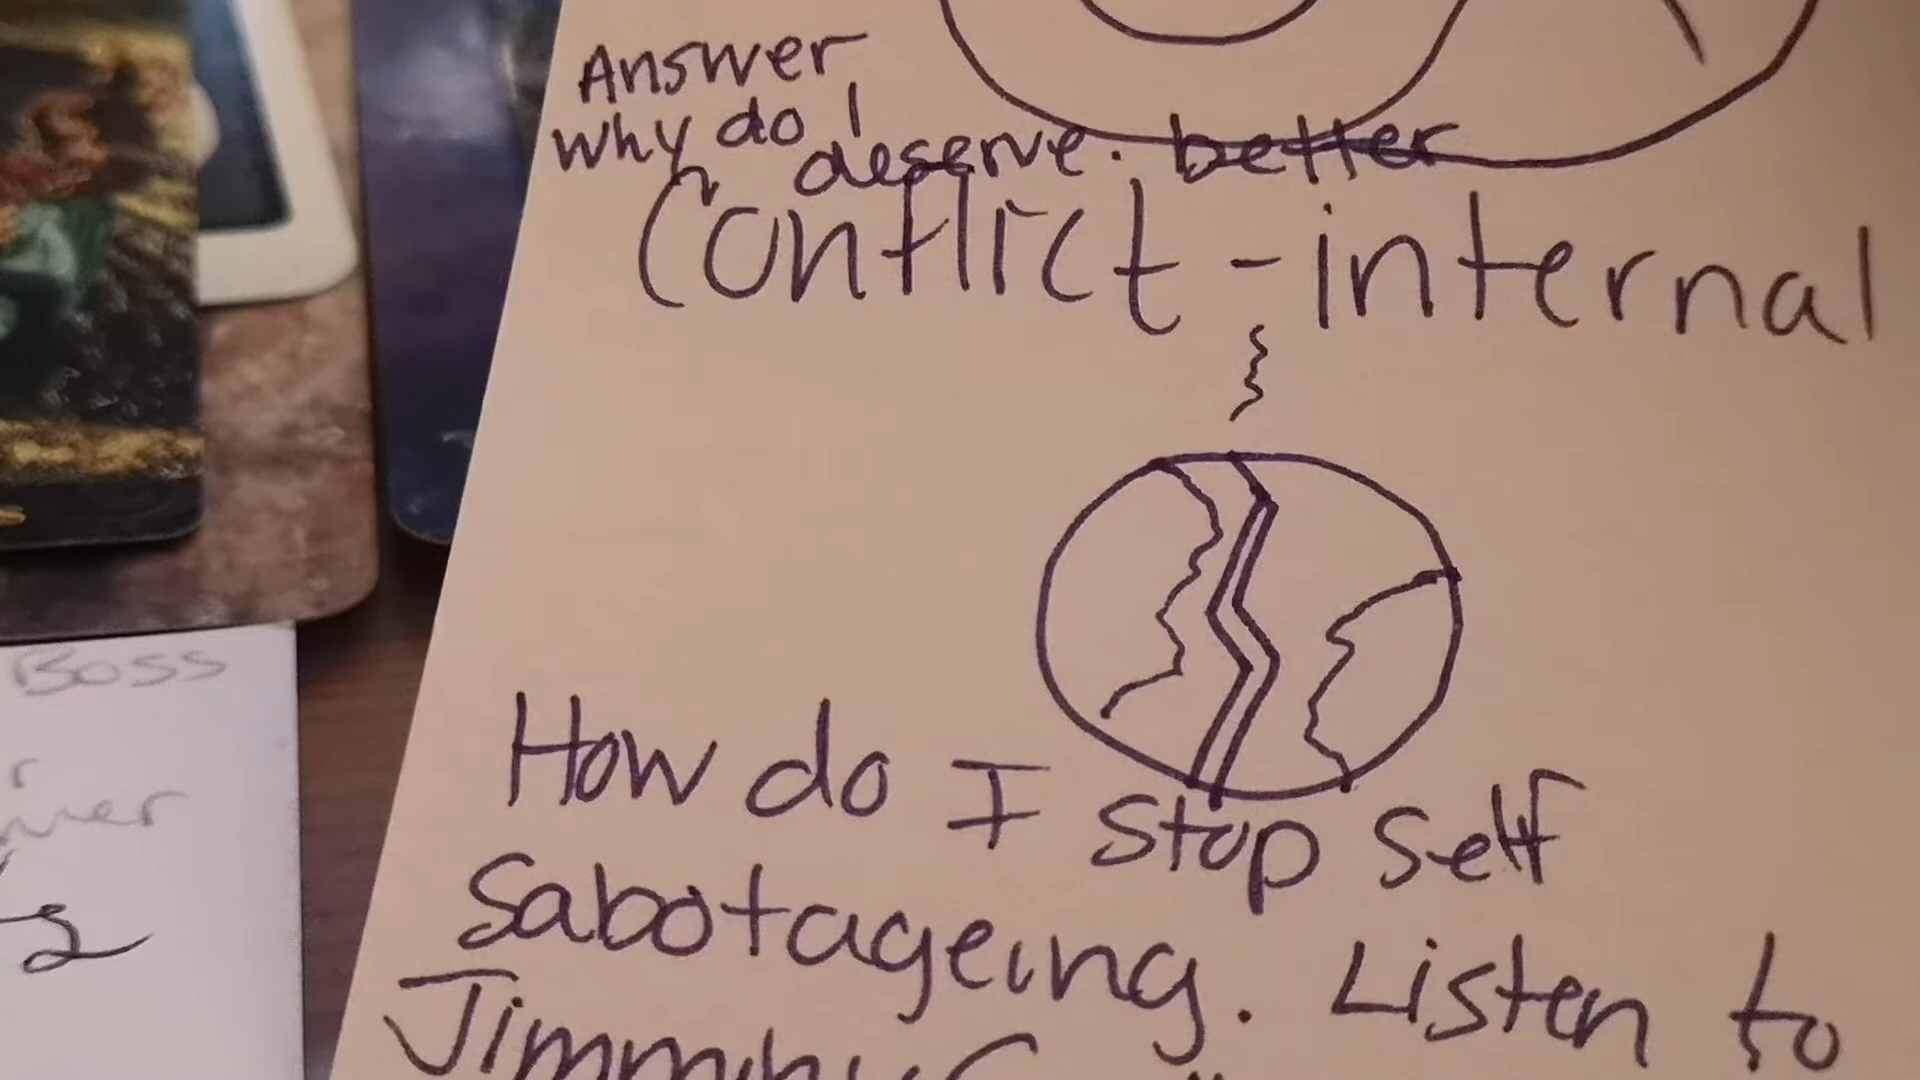 Answer
why do I
deserve. better
Conflict - internal
How do I stop self
Sabotageing. Listen to
Boss